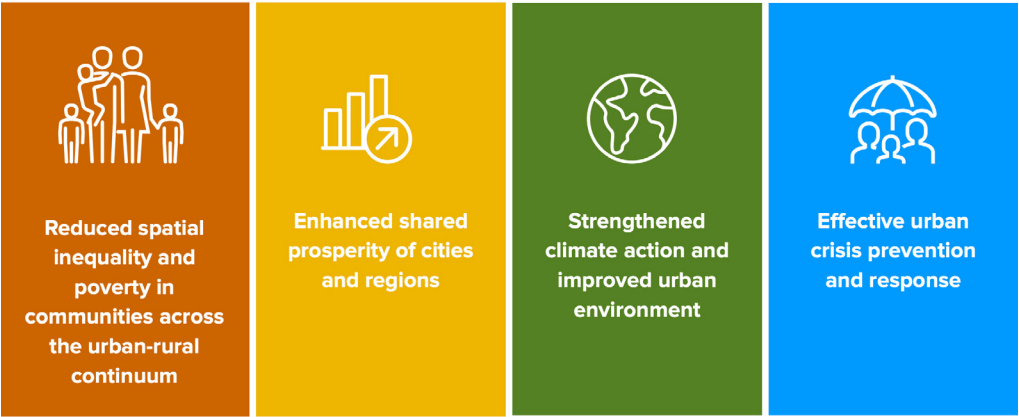 Reduced spatial
inequality and
poverty in
communities across
the urban-rural
continuum
Enhanced shared
prosperity of cities
and regions
Strengthened
climate action and
improved urban
environment
Effective urban
crisis prevention
and response